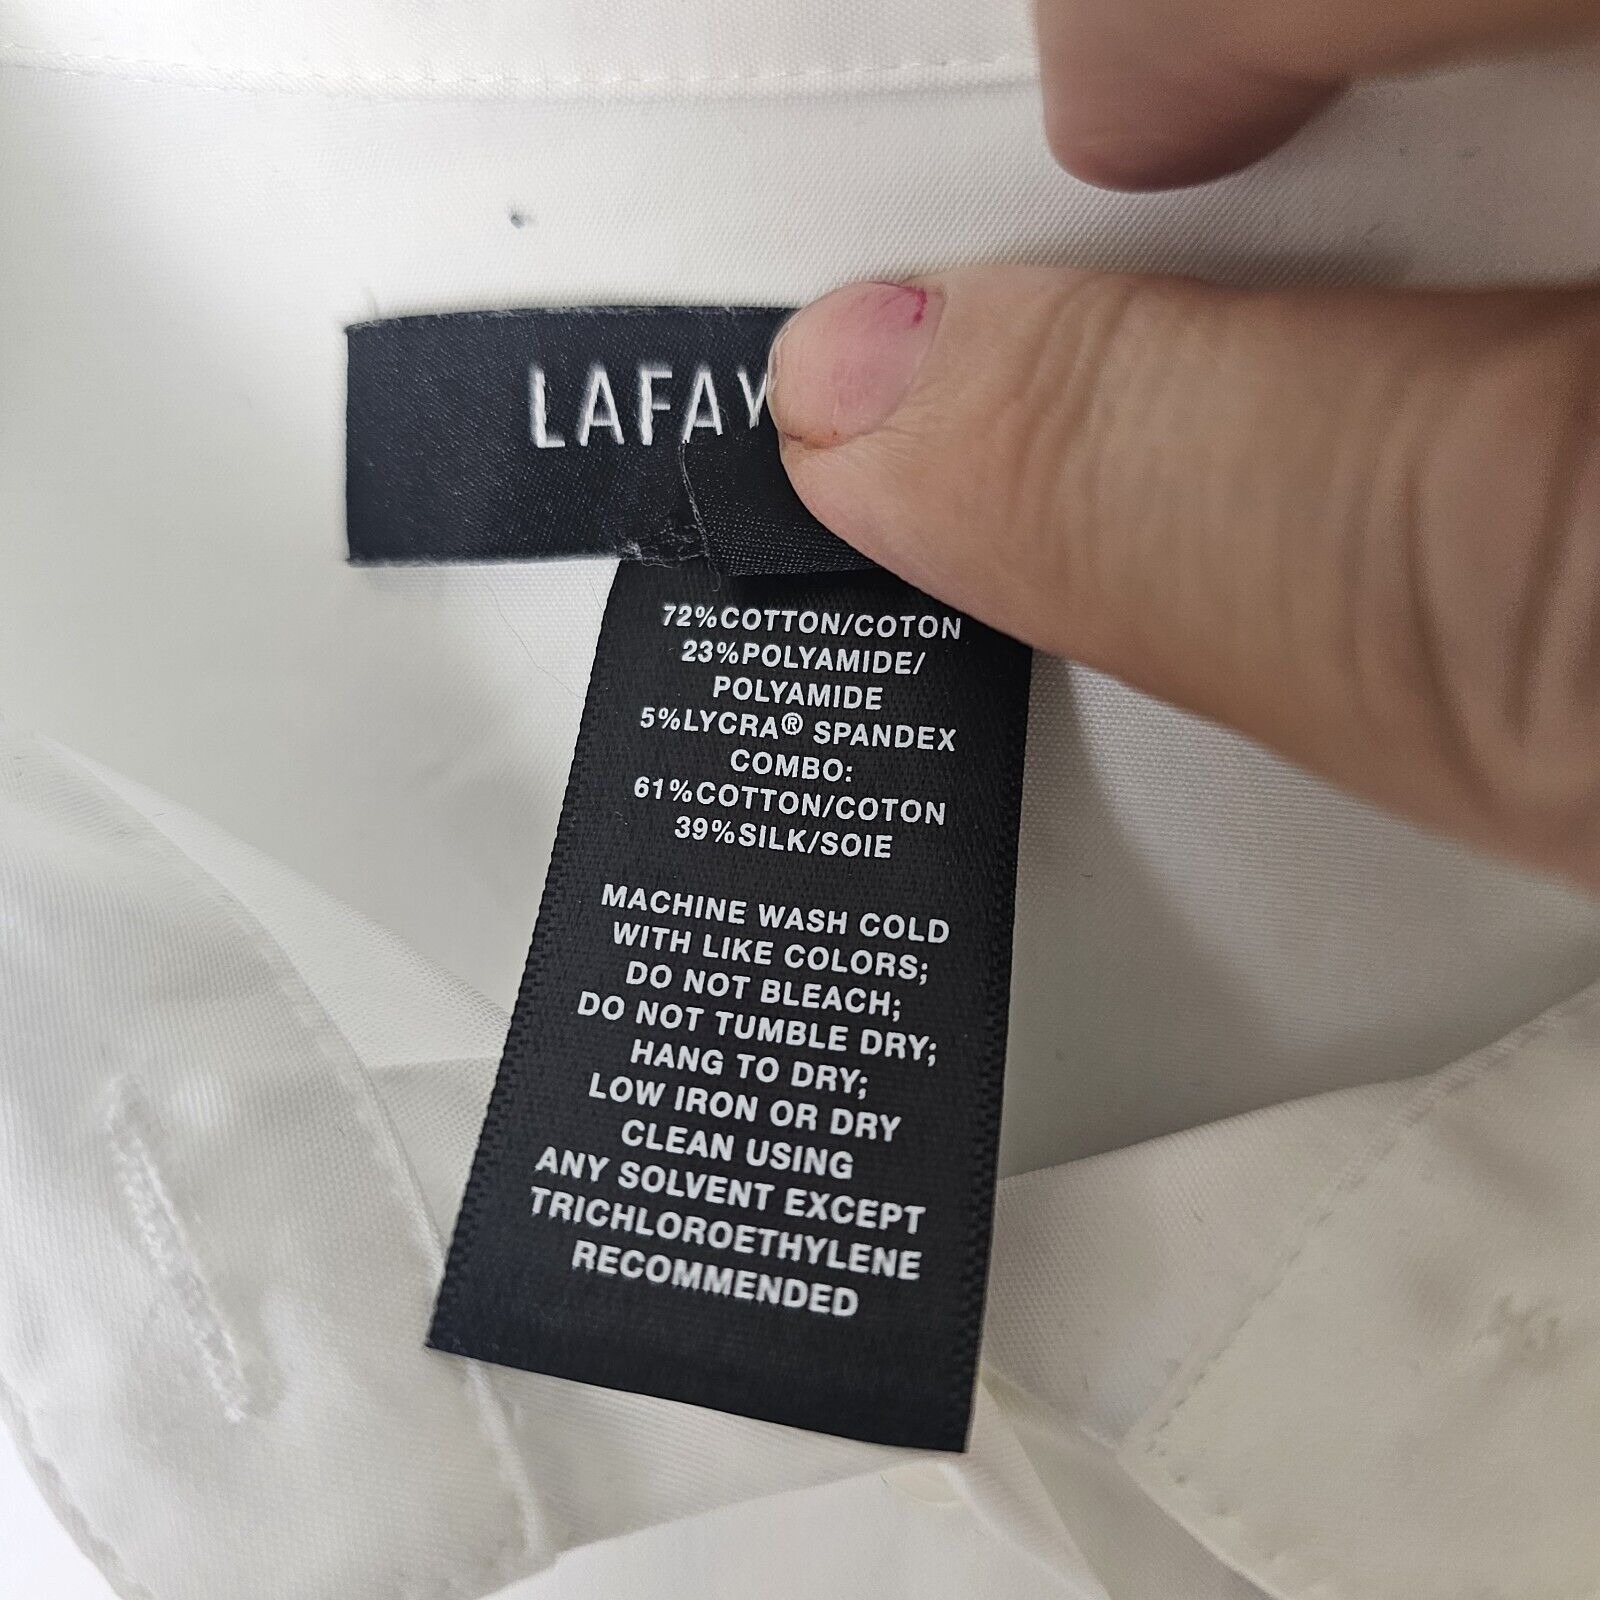 LAFAY
72%COTTON/COTON
23%POLYAMIDE/
POLYAMIDE
5%LYCRA® SPANDEX
COMBO:
61%COTTON/COTON
39%SILK/SOIE
MACHINE WASH COLD
WITH LIKE COLORS;
DO NOT BLEACH;
DO NOT TUMBLE DRY;
HANG TO DRY;
LOW IRON OR DRY
CLEAN USING
ANY SOLVENT EXCEPT
TRICHLOROETHYLENE
RECOMMENDED